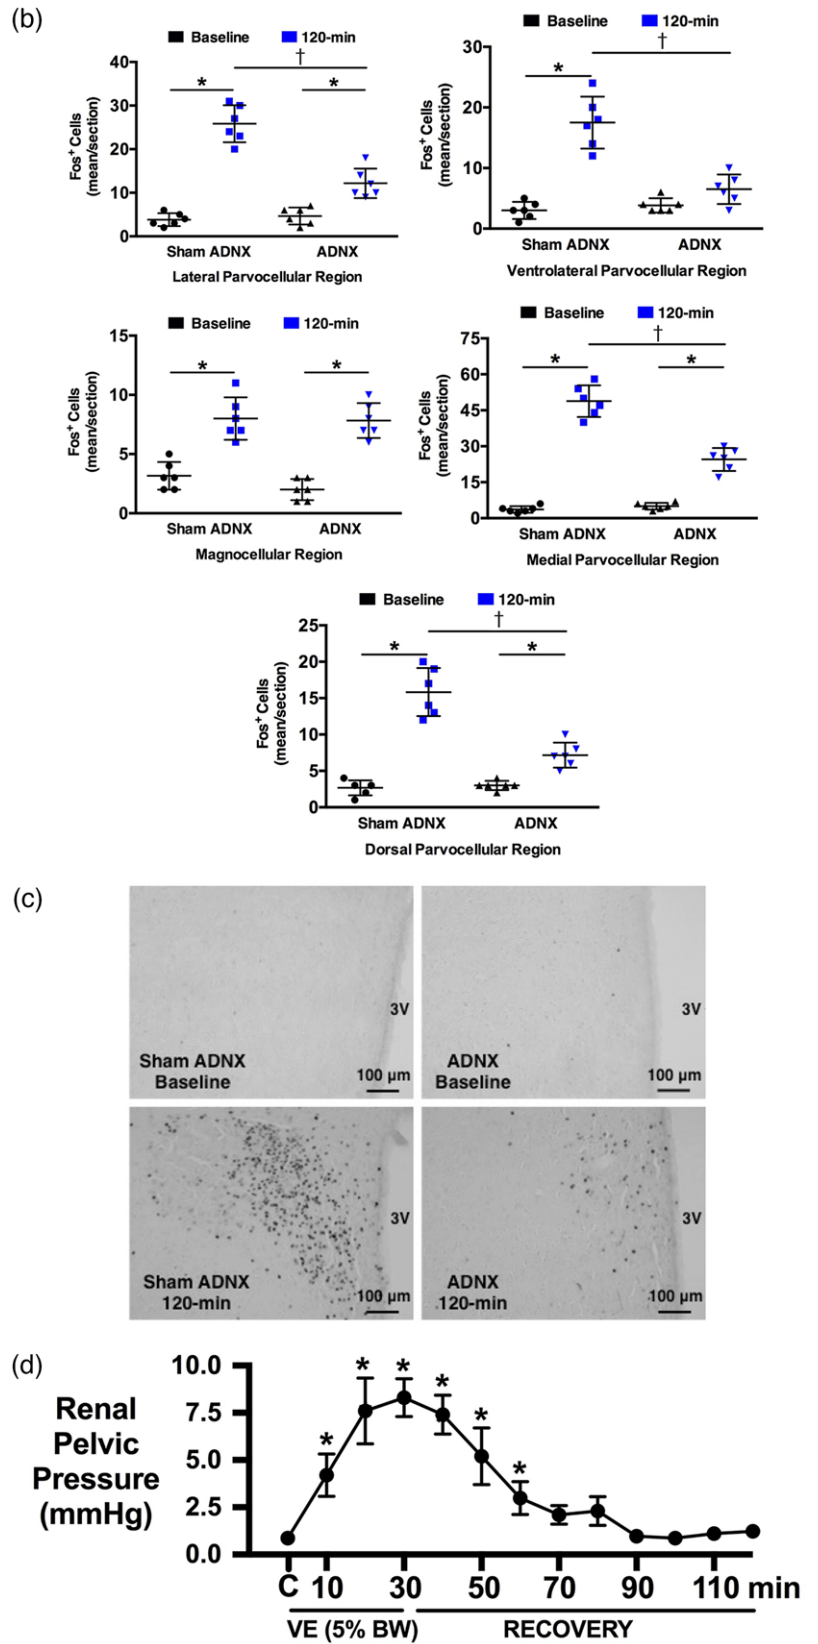 (b)
Baseline 120-min
†
* *
40
30
20
10
0
Fos+ Cells
(mean/section)
Sham ADNX ADNX
Lateral Parvocellular Region
Baseline 120-min
†
*
30
20
10
0
Fos+ Cells
(mean/section)
Sham ADNX ADNX
Ventrolateral Parvocellular Region
Baseline 120-min
* *
15
10
5
0
Fos+ Cells
(mean/section)
Sham ADNX ADNX
Magnocellular Region
Baseline 120-min
†
* *
75
60
45
30
15
0
Fos+ Cells
(mean/section)
Sham ADNX ADNX
Medial Parvocellular Region
Baseline 120-min
†
* *
25
20
15
10
5
0
Fos+ Cells
(mean/section)
Sham ADNX ADNX
Dorsal Parvocellular Region
(c)
3V
Sham ADNX
Baseline
100 µm
3V
ADNX
Baseline
100 µm
3V
Sham ADNX
120-min
100 µm
3V
ADNX
120-min
100 µm
(d)
Renal
Pelvic
Pressure
(mmHg)
10.0
7.5
5.0
2.5
0.0
* * * * * *
C 10 30 50 70 90 110 min
VE (5% BW) RECOVERY